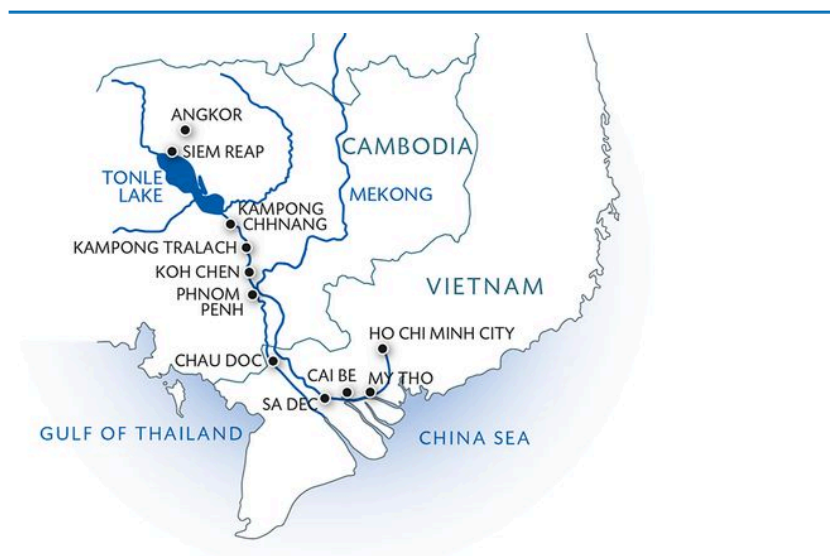 ANGKOR
SIEM REAP
CAMBODIA
TONLE
LAKE
MEKONG
KAMPONG
CHHNANG
KAMPONG TRALACH
KOH CHEN
PHNOM
PENH
VIETNAM
HO CHI MINH CITY
CHAU DOC
CAI BE
MY THO
SA DEC
GULF OF THAILAND
CHINA SEA